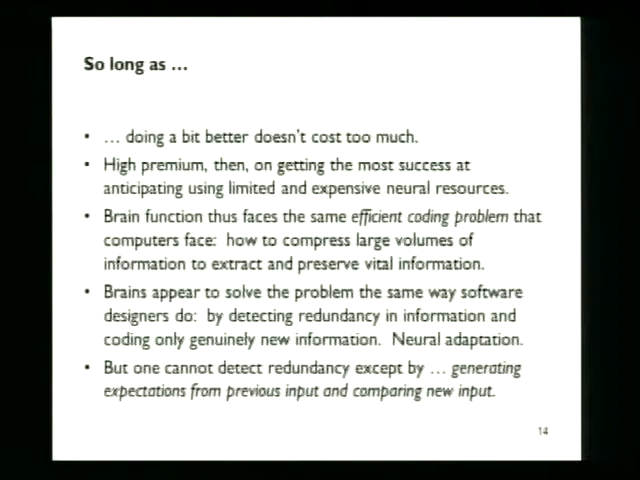 So long as ...
• ... doing a bit better doesn't cost too much.
• High premium, then, on getting the most success at
anticipating using limited and expensive neural resources.
• Brain function thus faces the same efficient coding problem that
computers face: how to compress large volumes of
information to extract and preserve vital information.
• Brains appear to solve the problem the same way software
designers do: by detecting redundancy in information and
coding only genuinely new information. Neural adaptation.
• But one cannot detect redundancy except by ... generating
expectations from previous input and comparing new input.
14